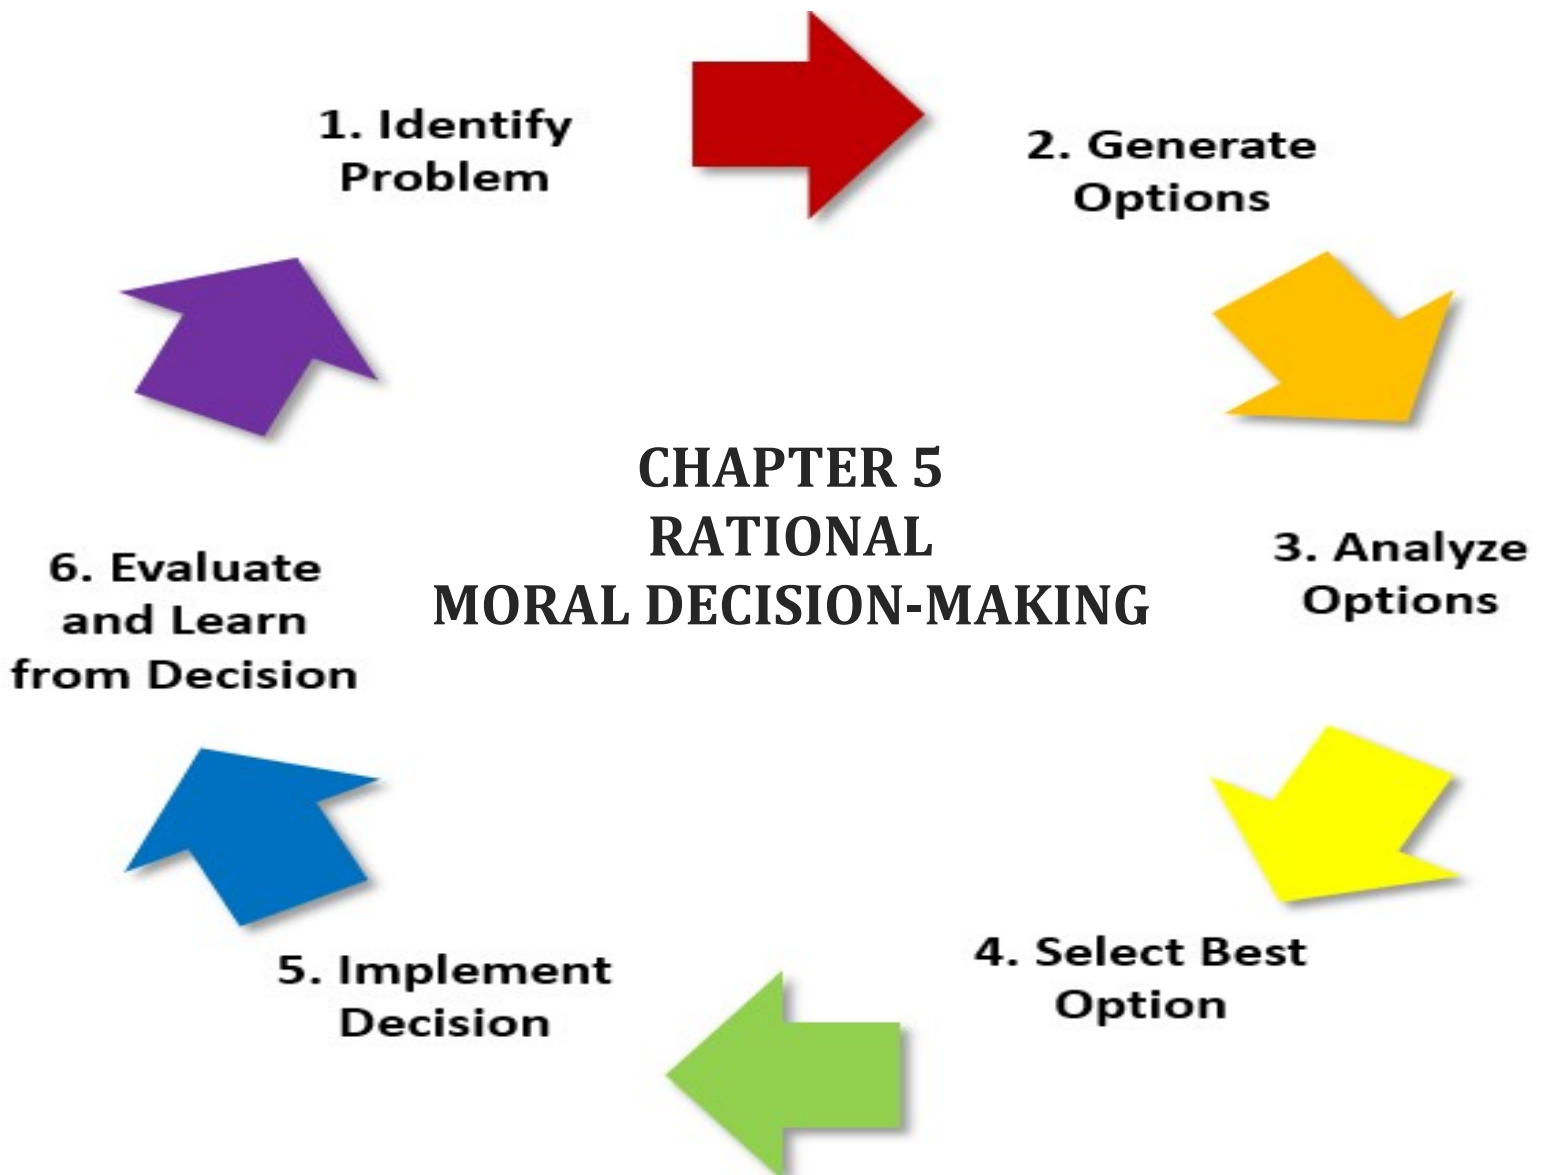 1. Identify
Problem
2. Generate
Options
3. Analyze
Options
4. Select Best
Option
5. Implement
Decision
6. Evaluate
and Learn
from Decision
CHAPTER 5
RATIONAL
MORAL DECISION-MAKING